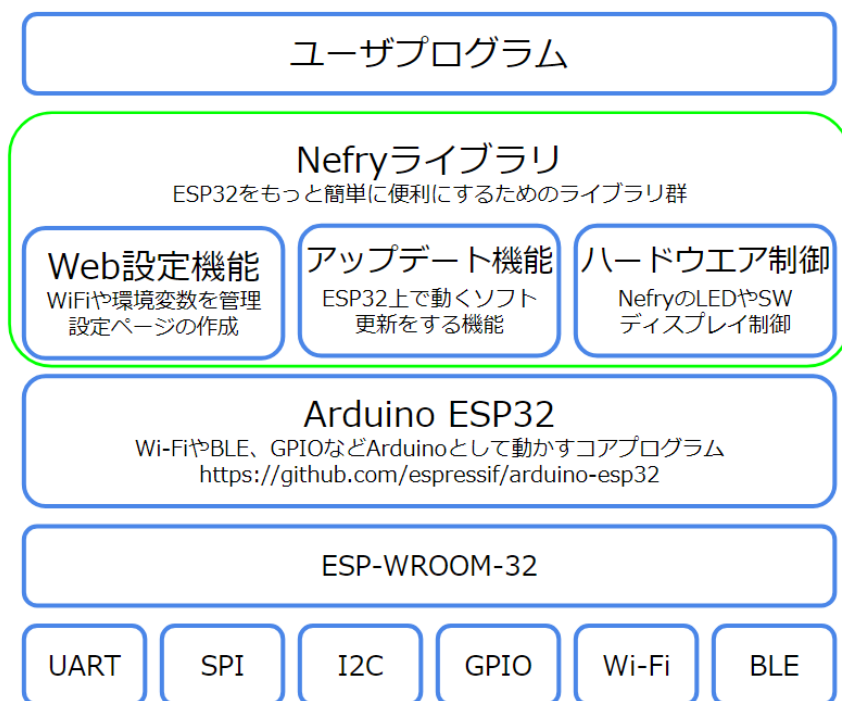 ユーザプログラム
Nefryライブラリ
ESP32をもっと簡単に便利にするためのライブラリ群
Web設定機能
WiFiや環境変数を管理
設定ページの作成
アップデート機能
ESP32上で動くソフト
更新をする機能
ハードウエア制御
NefryのLEDやSW
ディスプレイ制御
Arduino ESP32
Wi-FiやBLE、GPIOなどArduinoとして動かすコアプログラム
https://github.com/espressif/arduino-esp32
ESP-WROOM-32
UART
SPI
I2C
GPIO
Wi-Fi
BLE